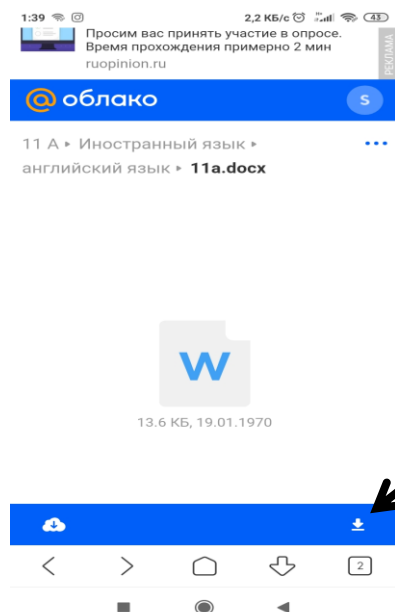 1:39 2,2 КБ/с 43
Просим вас принять участие в опросе.
Время прохождения примерно 2 мин
ruopinion.ru
РЕКЛАМА
@ облако S
11 А ▸ Иностранный язык ▸
английский язык ▸ 11a.docx
W
13.6 КБ, 19.01.1970
2